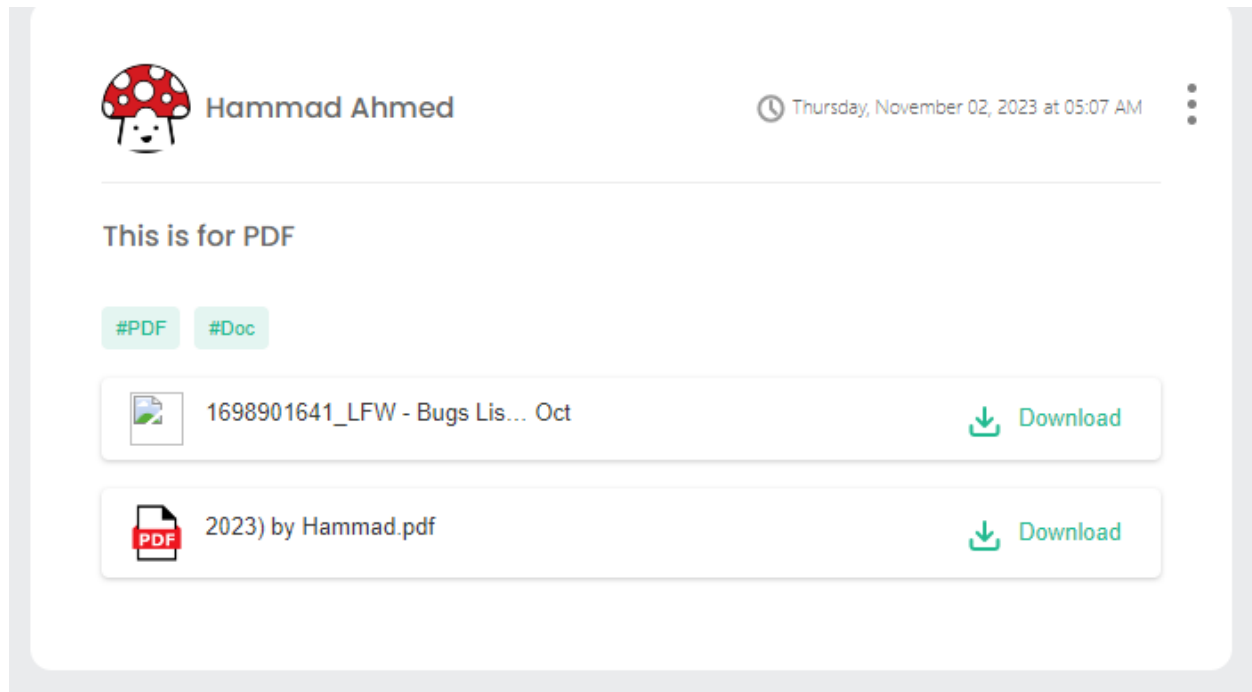 Hammad Ahmed
Thursday, November 02, 2023 at 05:07 AM
This is for PDF
#PDF #Doc
1698901641_LFW - Bugs Lis... Oct
Download
PDF
2023) by Hammad.pdf
Download